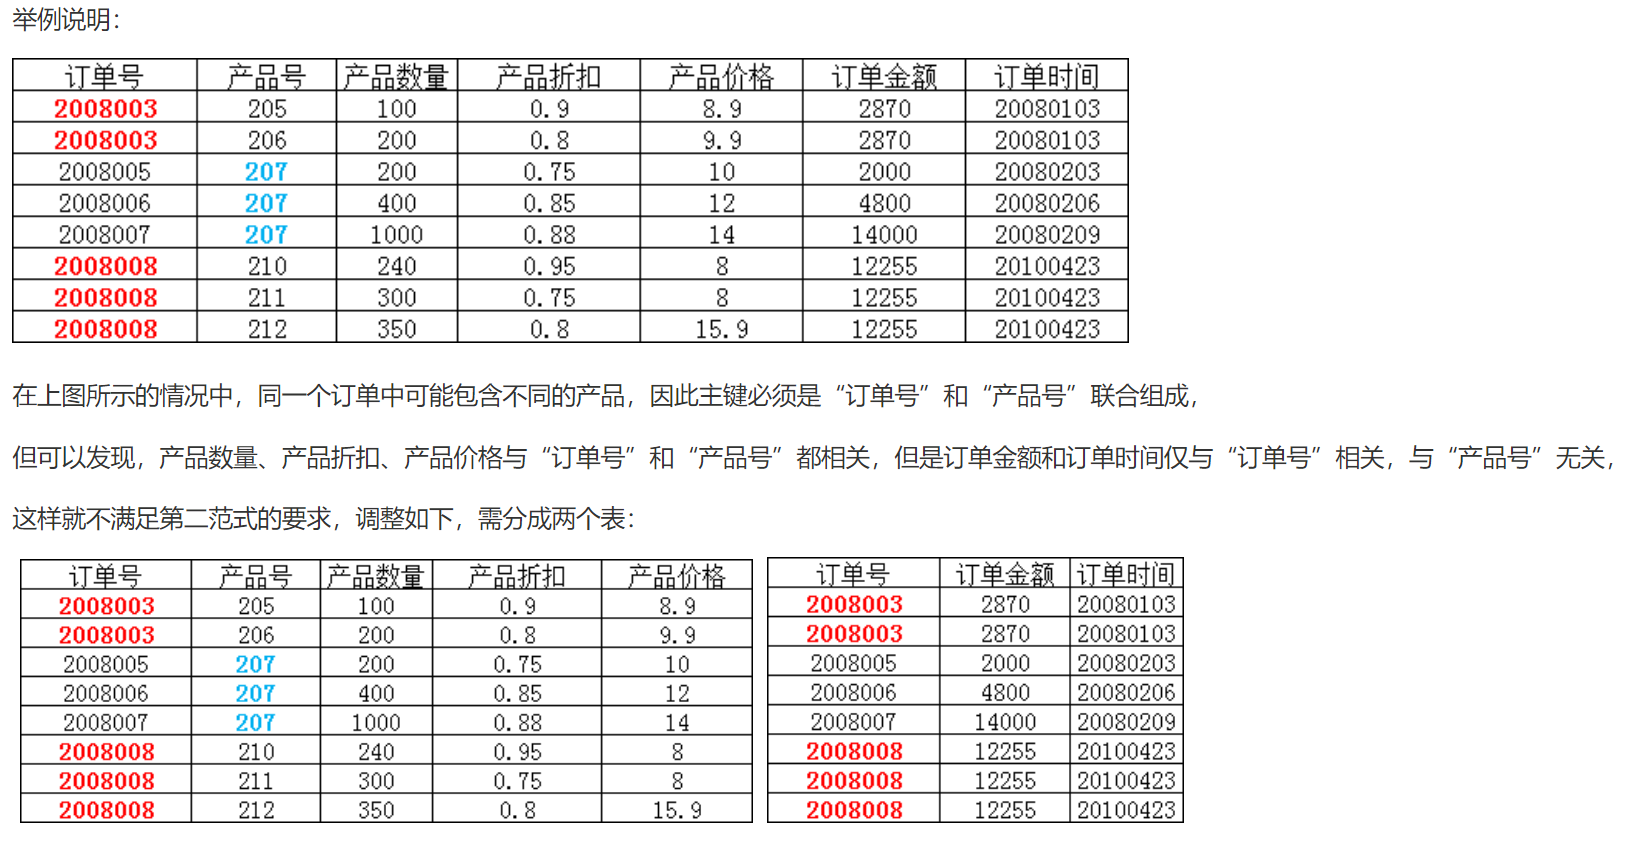 举例说明：
订单号 产品号 产品数量 产品折扣 产品价格 订单金额 订单时间
2008003 205 100 0.9 8.9 2870 20080103
2008003 206 200 0.8 9.9 2870 20080103
2008005 207 200 0.75 10 2000 20080203
2008006 207 400 0.85 12 4800 20080206
2008007 207 1000 0.88 14 14000 20080209
2008008 210 240 0.95 8 12255 20100423
2008008 211 300 0.75 8 12255 20100423
2008008 212 350 0.8 15.9 12255 20100423
在上图所示的情况中，同一个订单中可能包含不同的产品，因此主键必须是“订单号”和“产品号”联合组成，
但可以发现，产品数量、产品折扣、产品价格与“订单号”和“产品号”都相关，但是订单金额和订单时间仅与“订单号”相关，与“产品号”无关，
这样就不满足第二范式的要求，调整如下，需分成两个表：
订单号 产品号 产品数量 产品折扣 产品价格
2008003 205 100 0.9 8.9
2008003 206 200 0.8 9.9
2008005 207 200 0.75 10
2008006 207 400 0.85 12
2008007 207 1000 0.88 14
2008008 210 240 0.95 8
2008008 211 300 0.75 8
2008008 212 350 0.8 15.9
订单号 订单金额 订单时间
2008003 2870 20080103
2008003 2870 20080103
2008005 2000 20080203
2008006 4800 20080206
2008007 14000 20080209
2008008 12255 20100423
2008008 12255 20100423
2008008 12255 20100423